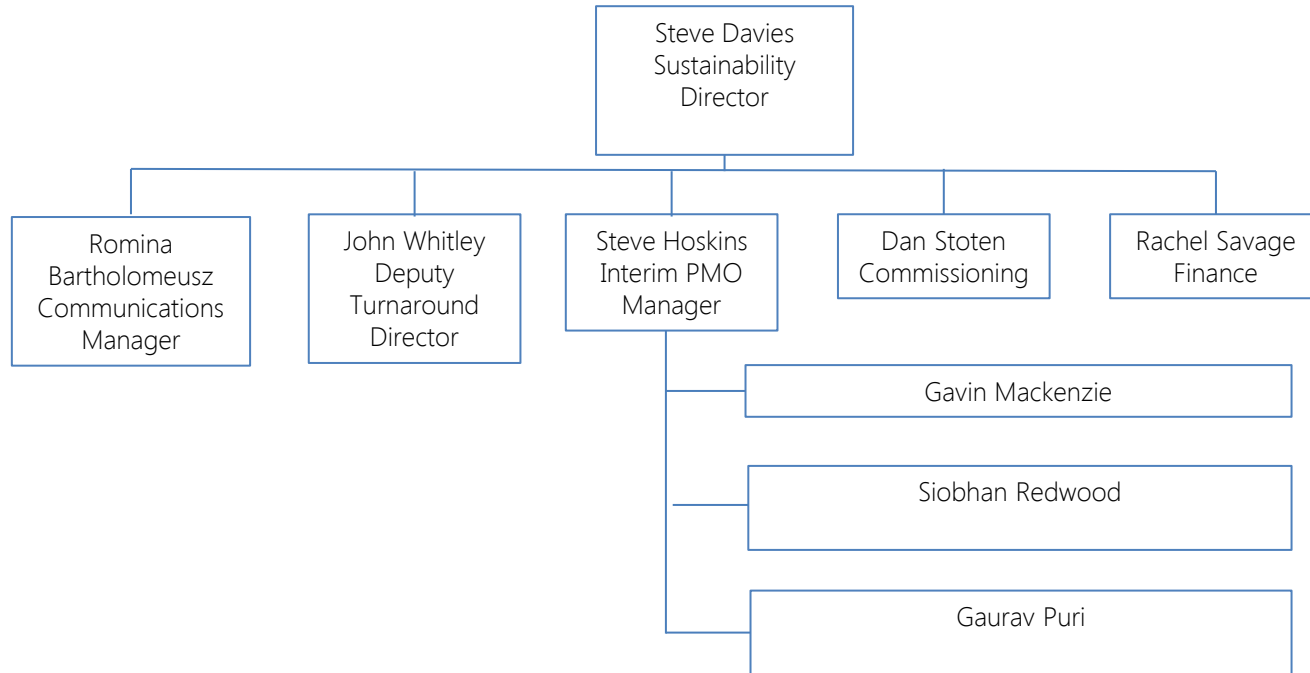 Steve Davies
Sustainability
Director
Romina
Bartholomeusz
Communications
Manager
John Whitley
Deputy
Turnaround
Director
Steve Hoskins
Interim PMO
Manager
Dan Stoten
Commissioning
Rachel Savage
Finance
Gavin Mackenzie
Siobhan Redwood
Gaurav Puri